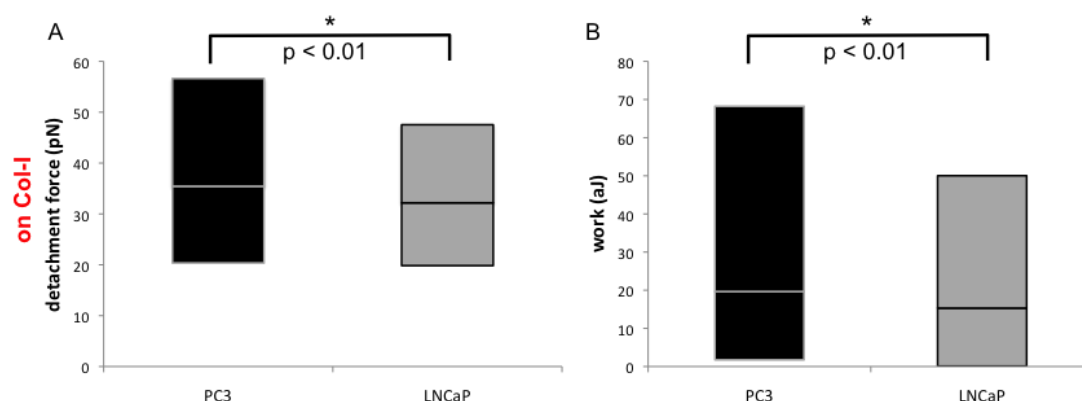 A
*
p < 0.01
on Col-I
detachment force (pN)
60
50
40
30
20
10
0
PC3
LNCaP
B
*
p < 0.01
work (aJ)
80
70
60
50
40
30
20
10
0
PC3
LNCaP